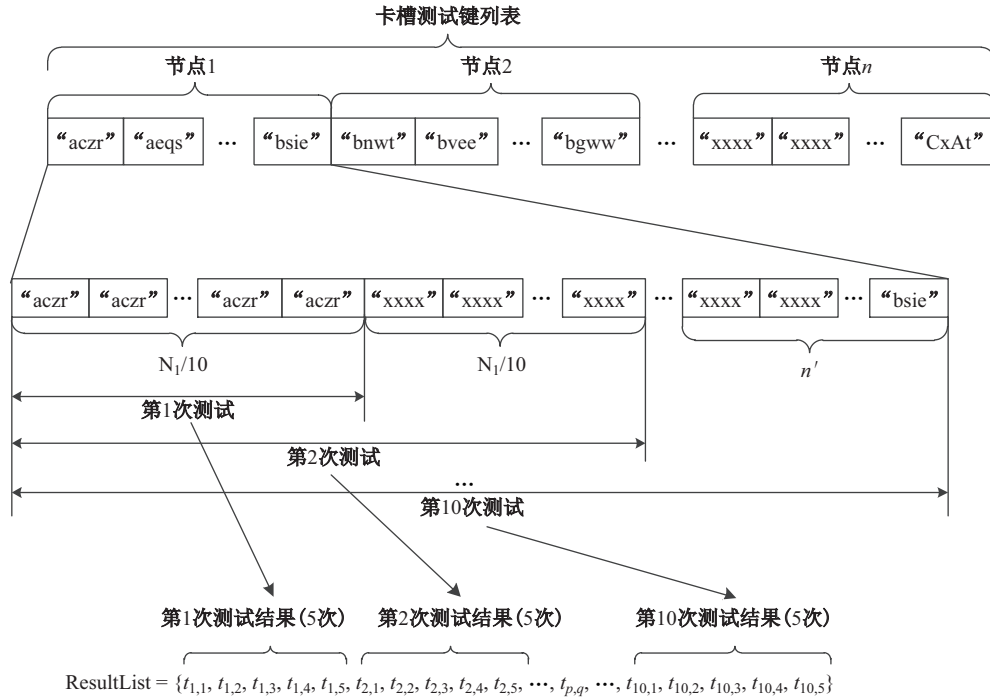 卡槽测试键列表
节点1 节点2 节点n
“aczr” “aeqs” … “bsie” “bnwt” “bvee” … “bgww” … “xxxx” “xxxx” … “CxAt”
“aczr” “aczr” … “aczr” “aczr” “xxxx” “xxxx” … “xxxx” … “xxxx” “xxxx” … “bsie”
N₁/10 N₁/10 n′
第1次测试
第2次测试
…
第10次测试
第1次测试结果(5次) 第2次测试结果(5次) 第10次测试结果(5次)
ResultList = {t₁,₁, t₁,₂, t₁,₃, t₁,₄, t₁,₅, t₂,₁, t₂,₂, t₂,₃, t₂,₄, t₂,₅, …, t_{p,q}, …, t₁₀,₁, t₁₀,₂, t₁₀,₃, t₁₀,₄, t₁₀,₅}